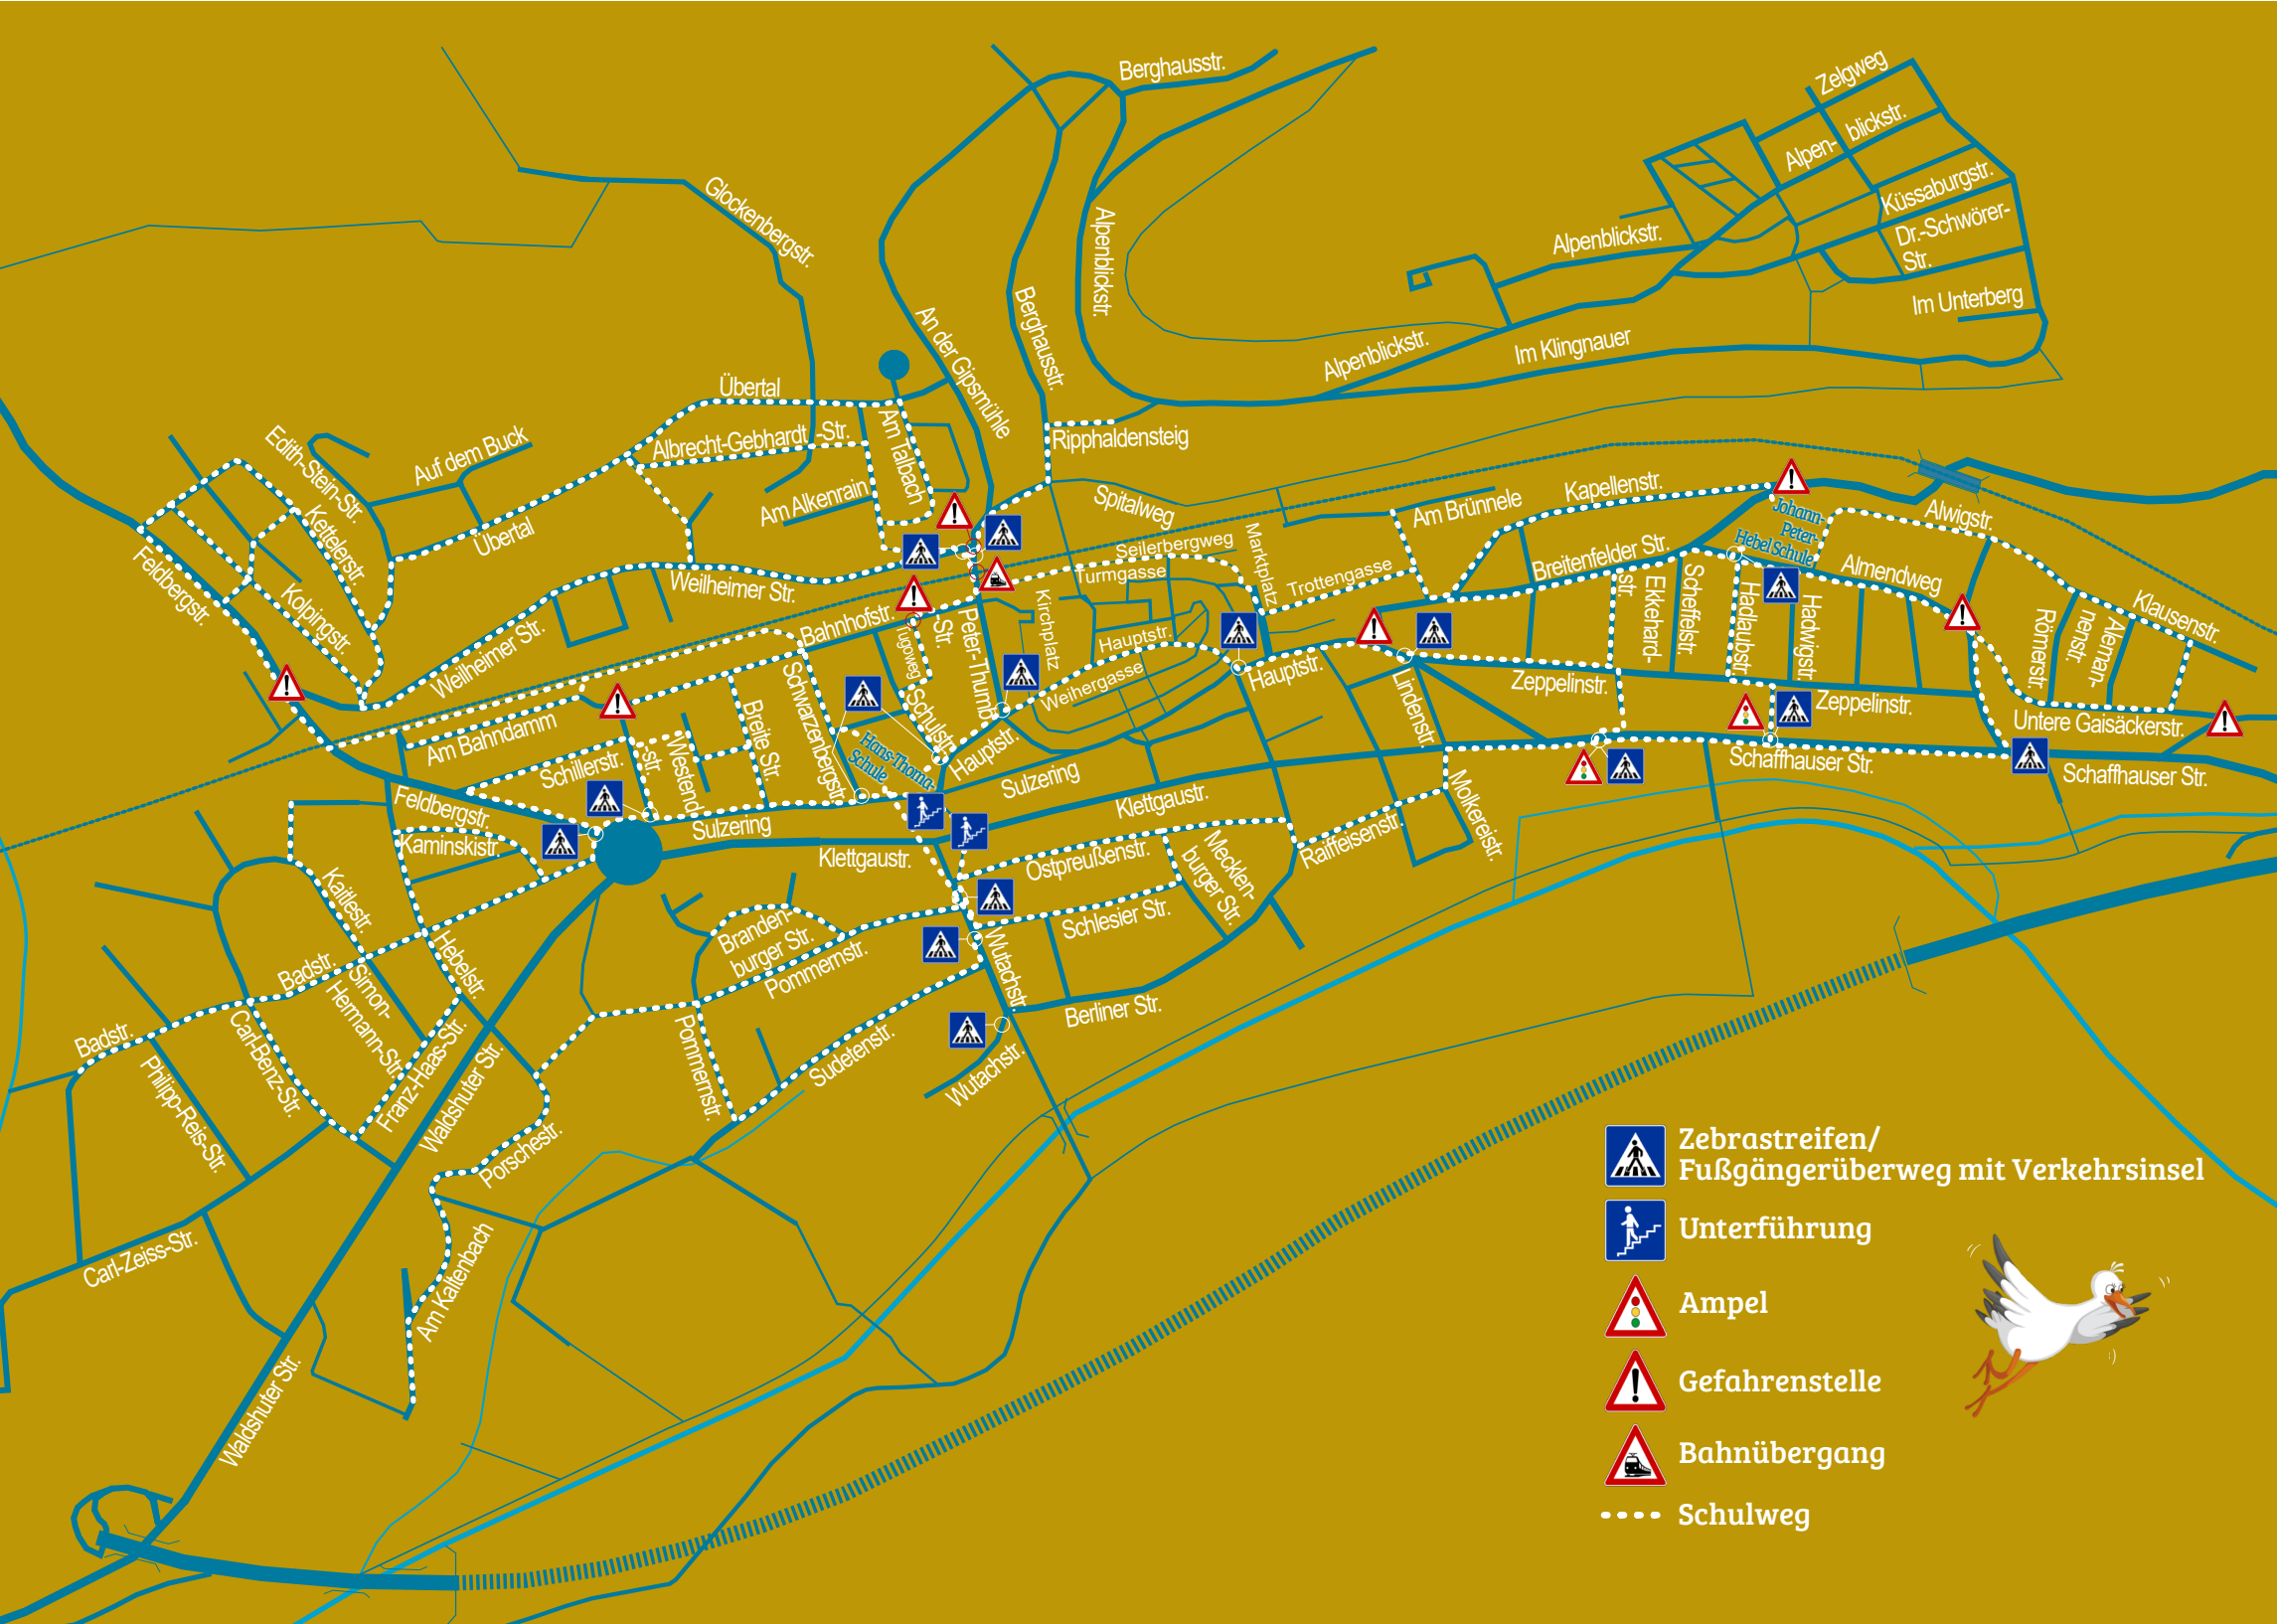 Berghausstr.
Zelgweg
Alpen-
blickstr.
Küssaburgstr.
Dr.-Schwörer-
Str.
Im Unterberg
Alpenblickstr.
Alpenblickstr.
Im Klingnauer
Alpenblickstr.
Glockenbergstr.
An der Gipsmühle
Berghausstr.
Ripphaldensteig
Übertal
Albrecht-Gebhardt
-Str.
Am Talbach
Am Alkenrain
Auf dem Buck
Edith-Stein-Str.
Kettelerstr.
Übertal
Feldbergstr.
Kolpingstr.
Weilheimer Str.
Weilheimer Str.
Spitalweg
Seilerbergweg
Turmgasse
Marktplatz
Trottengasse
Am Brünnele
Kapellenstr.
Johann-
Peter-
Hebel Schule
Alwigstr.
Breitenfelder Str.
Almendweg
Klausenstr.
Ekkehard-
str.
Scheffelstr.
Hadlaubstr.
Hadwigstr.
Römerstr.
Aleman-
nenstr.
Bahnhofstr.
-Str.
Peter-Thumb
Kirchplatz
Hauptstr.
Weihergasse
Tugoweg
Schulstr.
Schwarzenbergstr.
Hauptstr.
Hauptstr.
Lindenstr.
Zeppelinstr.
Zeppelinstr.
Untere Gaisäckerstr.
Schaffhauser Str.
Schaffhauser Str.
Am Bahndamm
Breite Str.
Westend-
str.
Schillerstr.
Hans-Thoma-
Schule
Sulzering
Sulzering
Klettgaustr.
Klettgaustr.
Feldbergstr.
Kaminskistr.
Molkereistr.
Raiffeisenstr.
Ostpreußenstr.
Mecklen-
burger Str.
Schlesier Str.
Kaitlestr.
Hebelstr.
Branden-
burger Str.
Pommernstr.
Pommernstr.
Wutachstr.
Berliner Str.
Sudetenstr.
Wutachstr.
Badstr.
Badstr.
Simon-
Hermann-Str.
Carl-Benz-Str.
Franz-Haas-Str.
Waldshuter Str.
Philipp-Reis-Str.
Porschestr.
Am Kaltenbach
Carl-Zeiss-Str.
Waldshuter Str.
Zebrastreifen/
Fußgängerüberweg mit Verkehrsinsel
Unterführung
Ampel
Gefahrenstelle
Bahnübergang
Schulweg